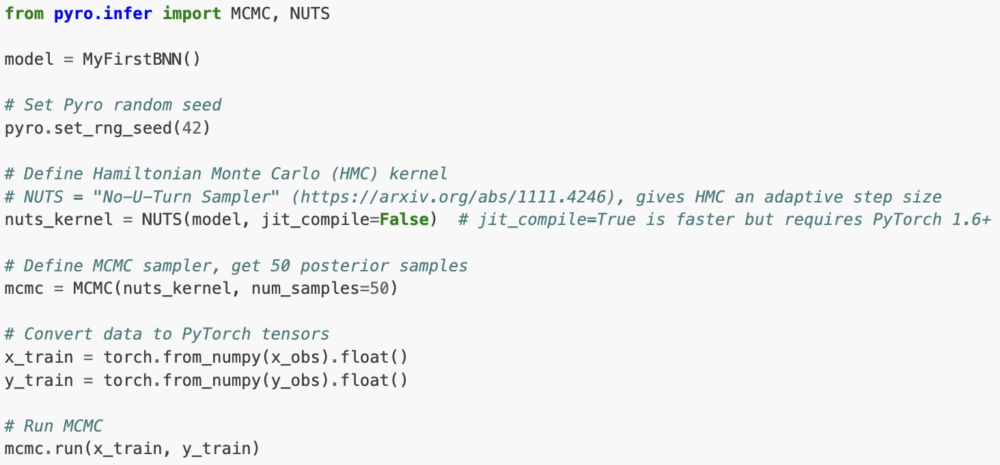 from pyro.infer import MCMC, NUTS
model = MyFirstBNN()
# Set Pyro random seed
pyro.set_rng_seed(42)
# Define Hamiltonian Monte Carlo (HMC) kernel
# NUTS = "No-U-Turn Sampler" (https://arxiv.org/abs/1111.4246), gives HMC an adaptive step size
nuts_kernel = NUTS(model, jit_compile=False)  # jit_compile=True is faster but requires PyTorch 1.6+
# Define MCMC sampler, get 50 posterior samples
mcmc = MCMC(nuts_kernel, num_samples=50)
# Convert data to PyTorch tensors
x_train = torch.from_numpy(x_obs).float()
y_train = torch.from_numpy(y_obs).float()
# Run MCMC
mcmc.run(x_train, y_train)